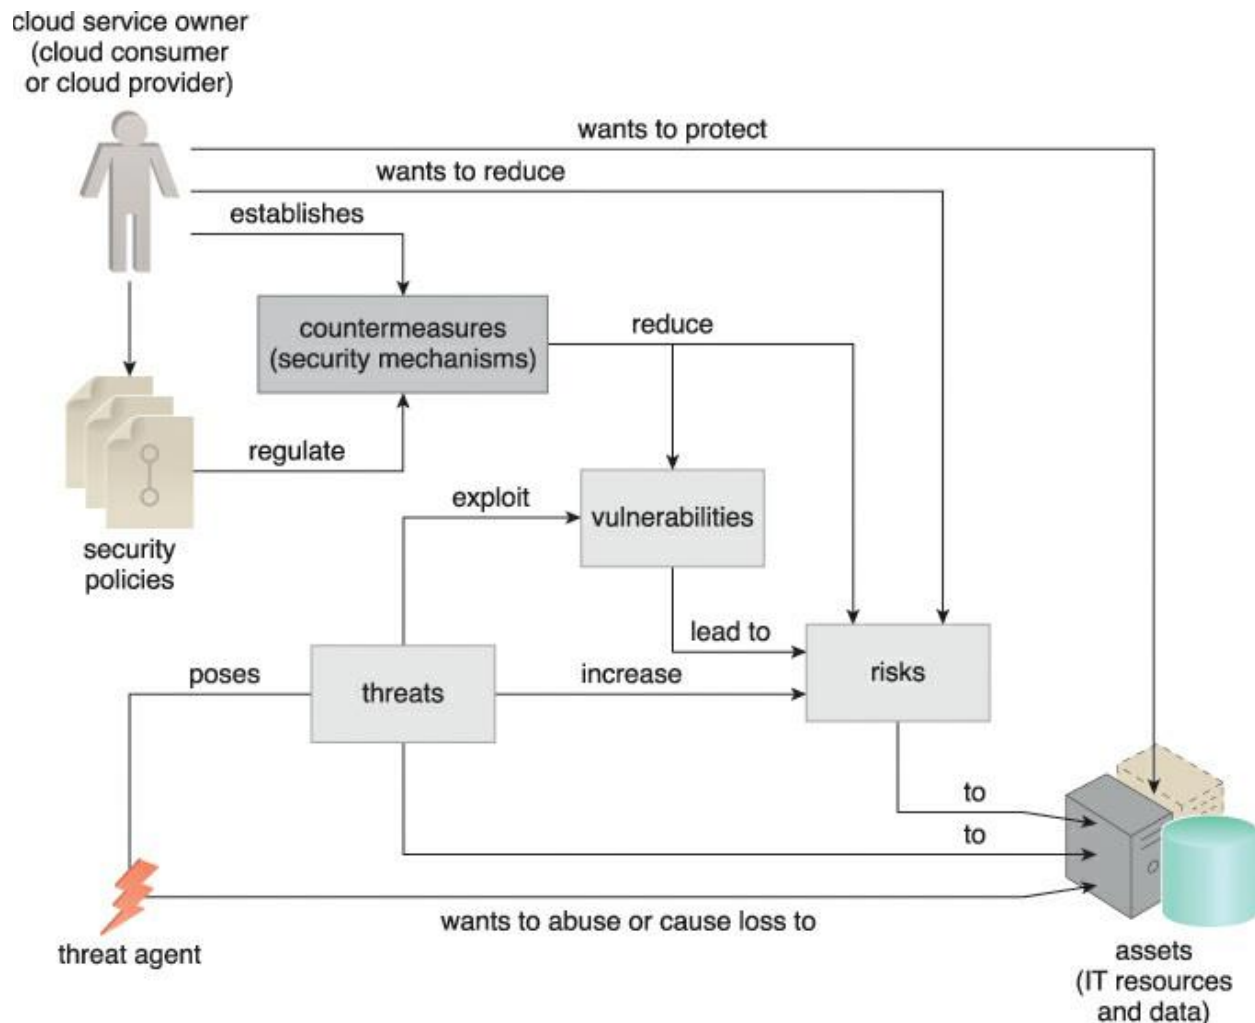 cloud service owner
(cloud consumer
or cloud provider)
wants to protect
wants to reduce
establishes
countermeasures
(security mechanisms)
reduce
regulate
exploit
vulnerabilities
security
policies
lead to
poses
threats
increase
risks
to
to
wants to abuse or cause loss to
threat agent
assets
(IT resources
and data)